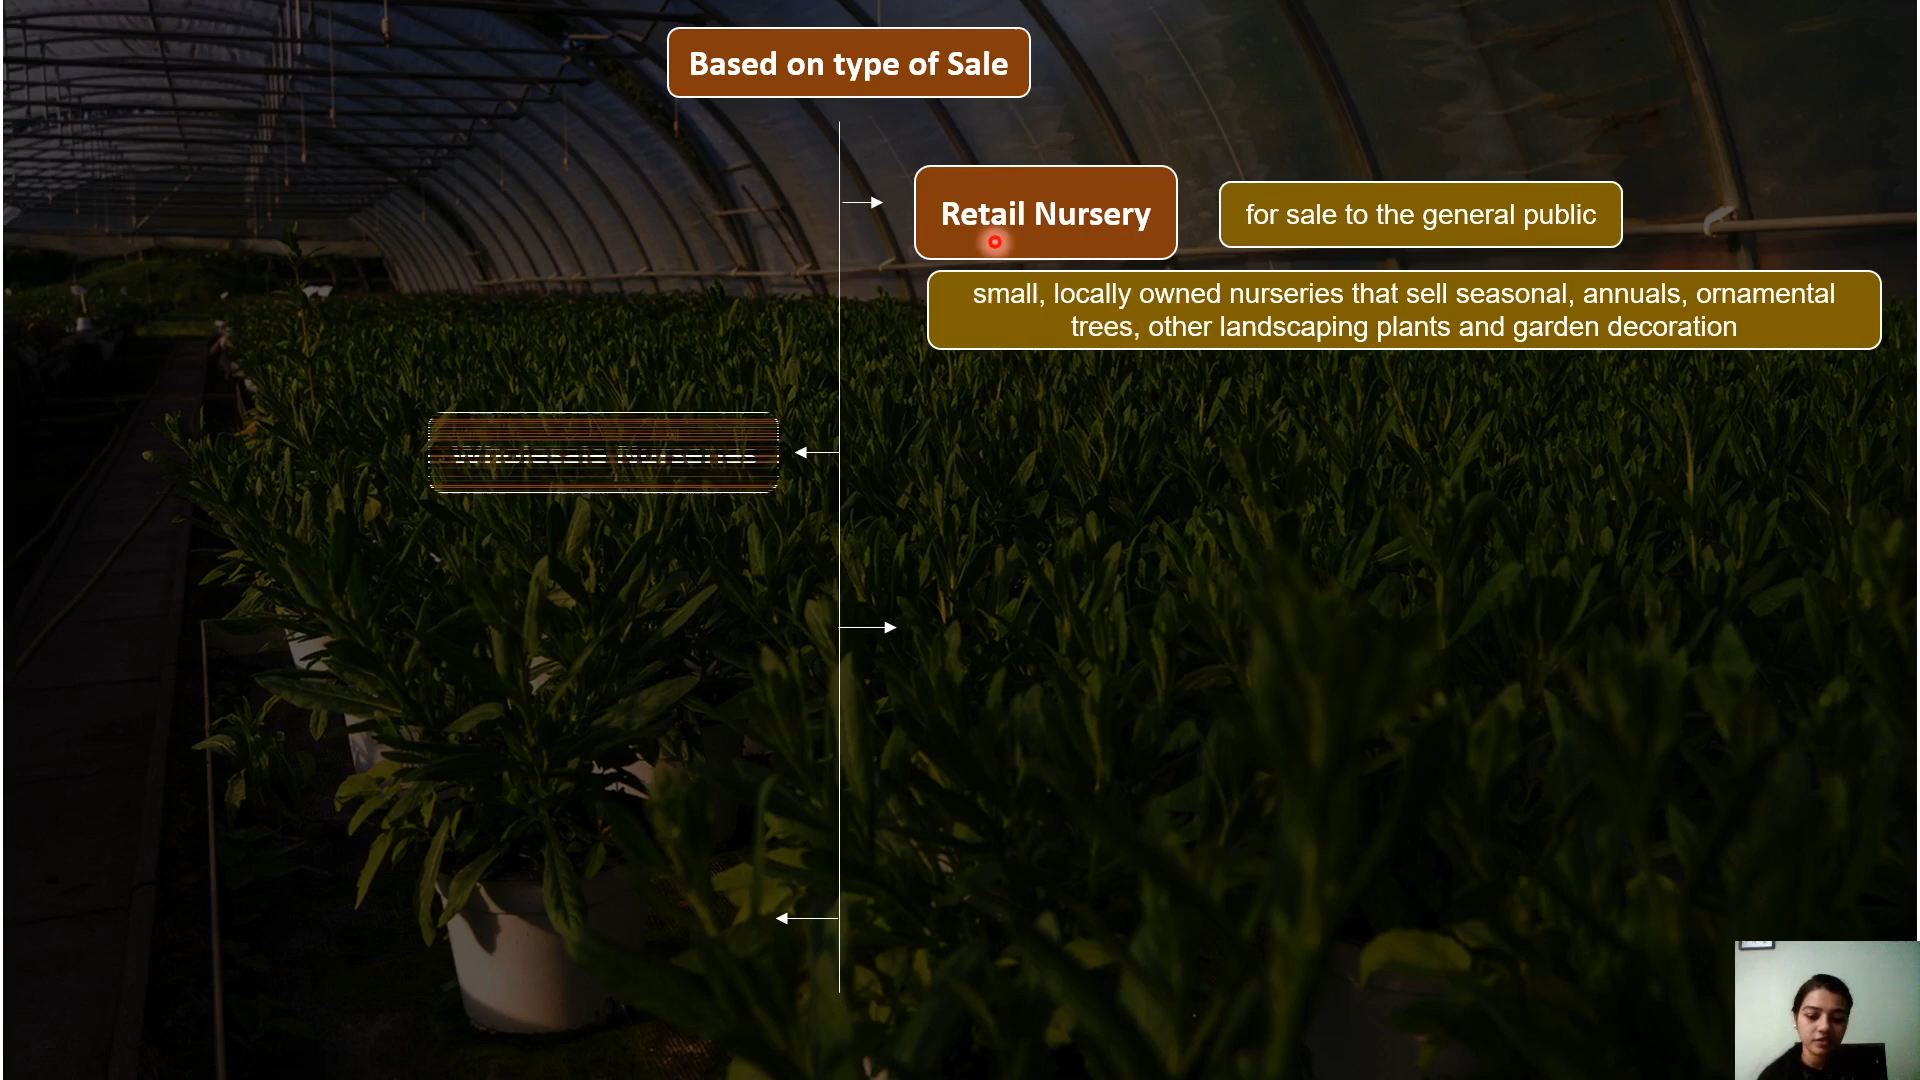 Based on type of Sale
Retail Nursery
for sale to the general public
small, locally owned nurseries that sell seasonal, annuals, ornamental
trees, other landscaping plants and garden decoration